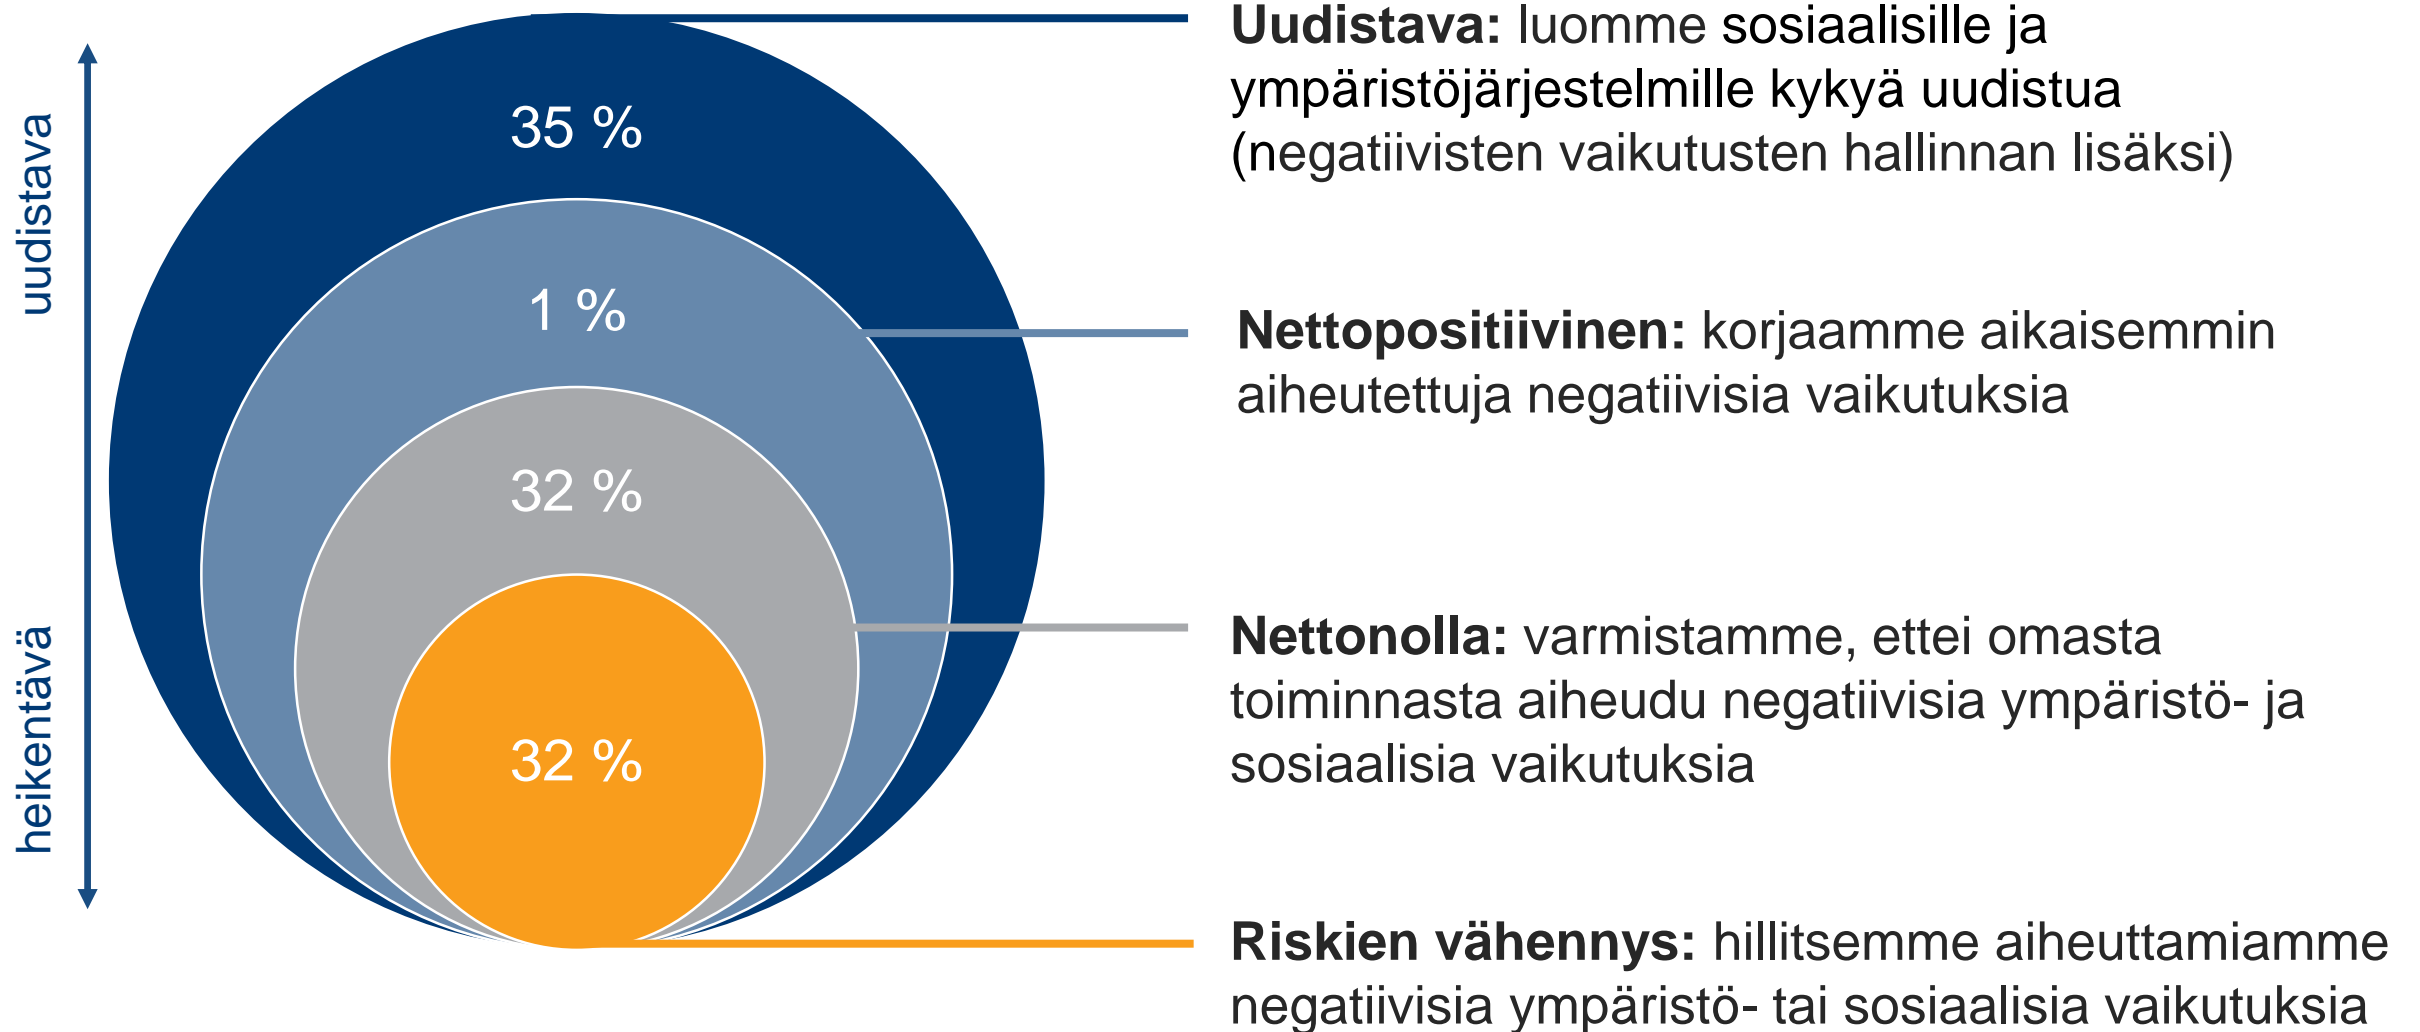 uudistava
heikentävä
35 %
1 %
32 %
32 %
Uudistava: luomme sosiaalisille ja
ympäristöjärjestelmille kykyä uudistua
(negatiivisten vaikutusten hallinnan lisäksi)
Nettopositiivinen: korjaamme aikaisemmin
aiheutettuja negatiivisia vaikutuksia
Nettonolla: varmistamme, ettei omasta
toiminnasta aiheudu negatiivisia ympäristö- ja
sosiaalisia vaikutuksia
Riskien vähennys: hillitsemme aiheuttamiamme
negatiivisia ympäristö- tai sosiaalisia vaikutuksia